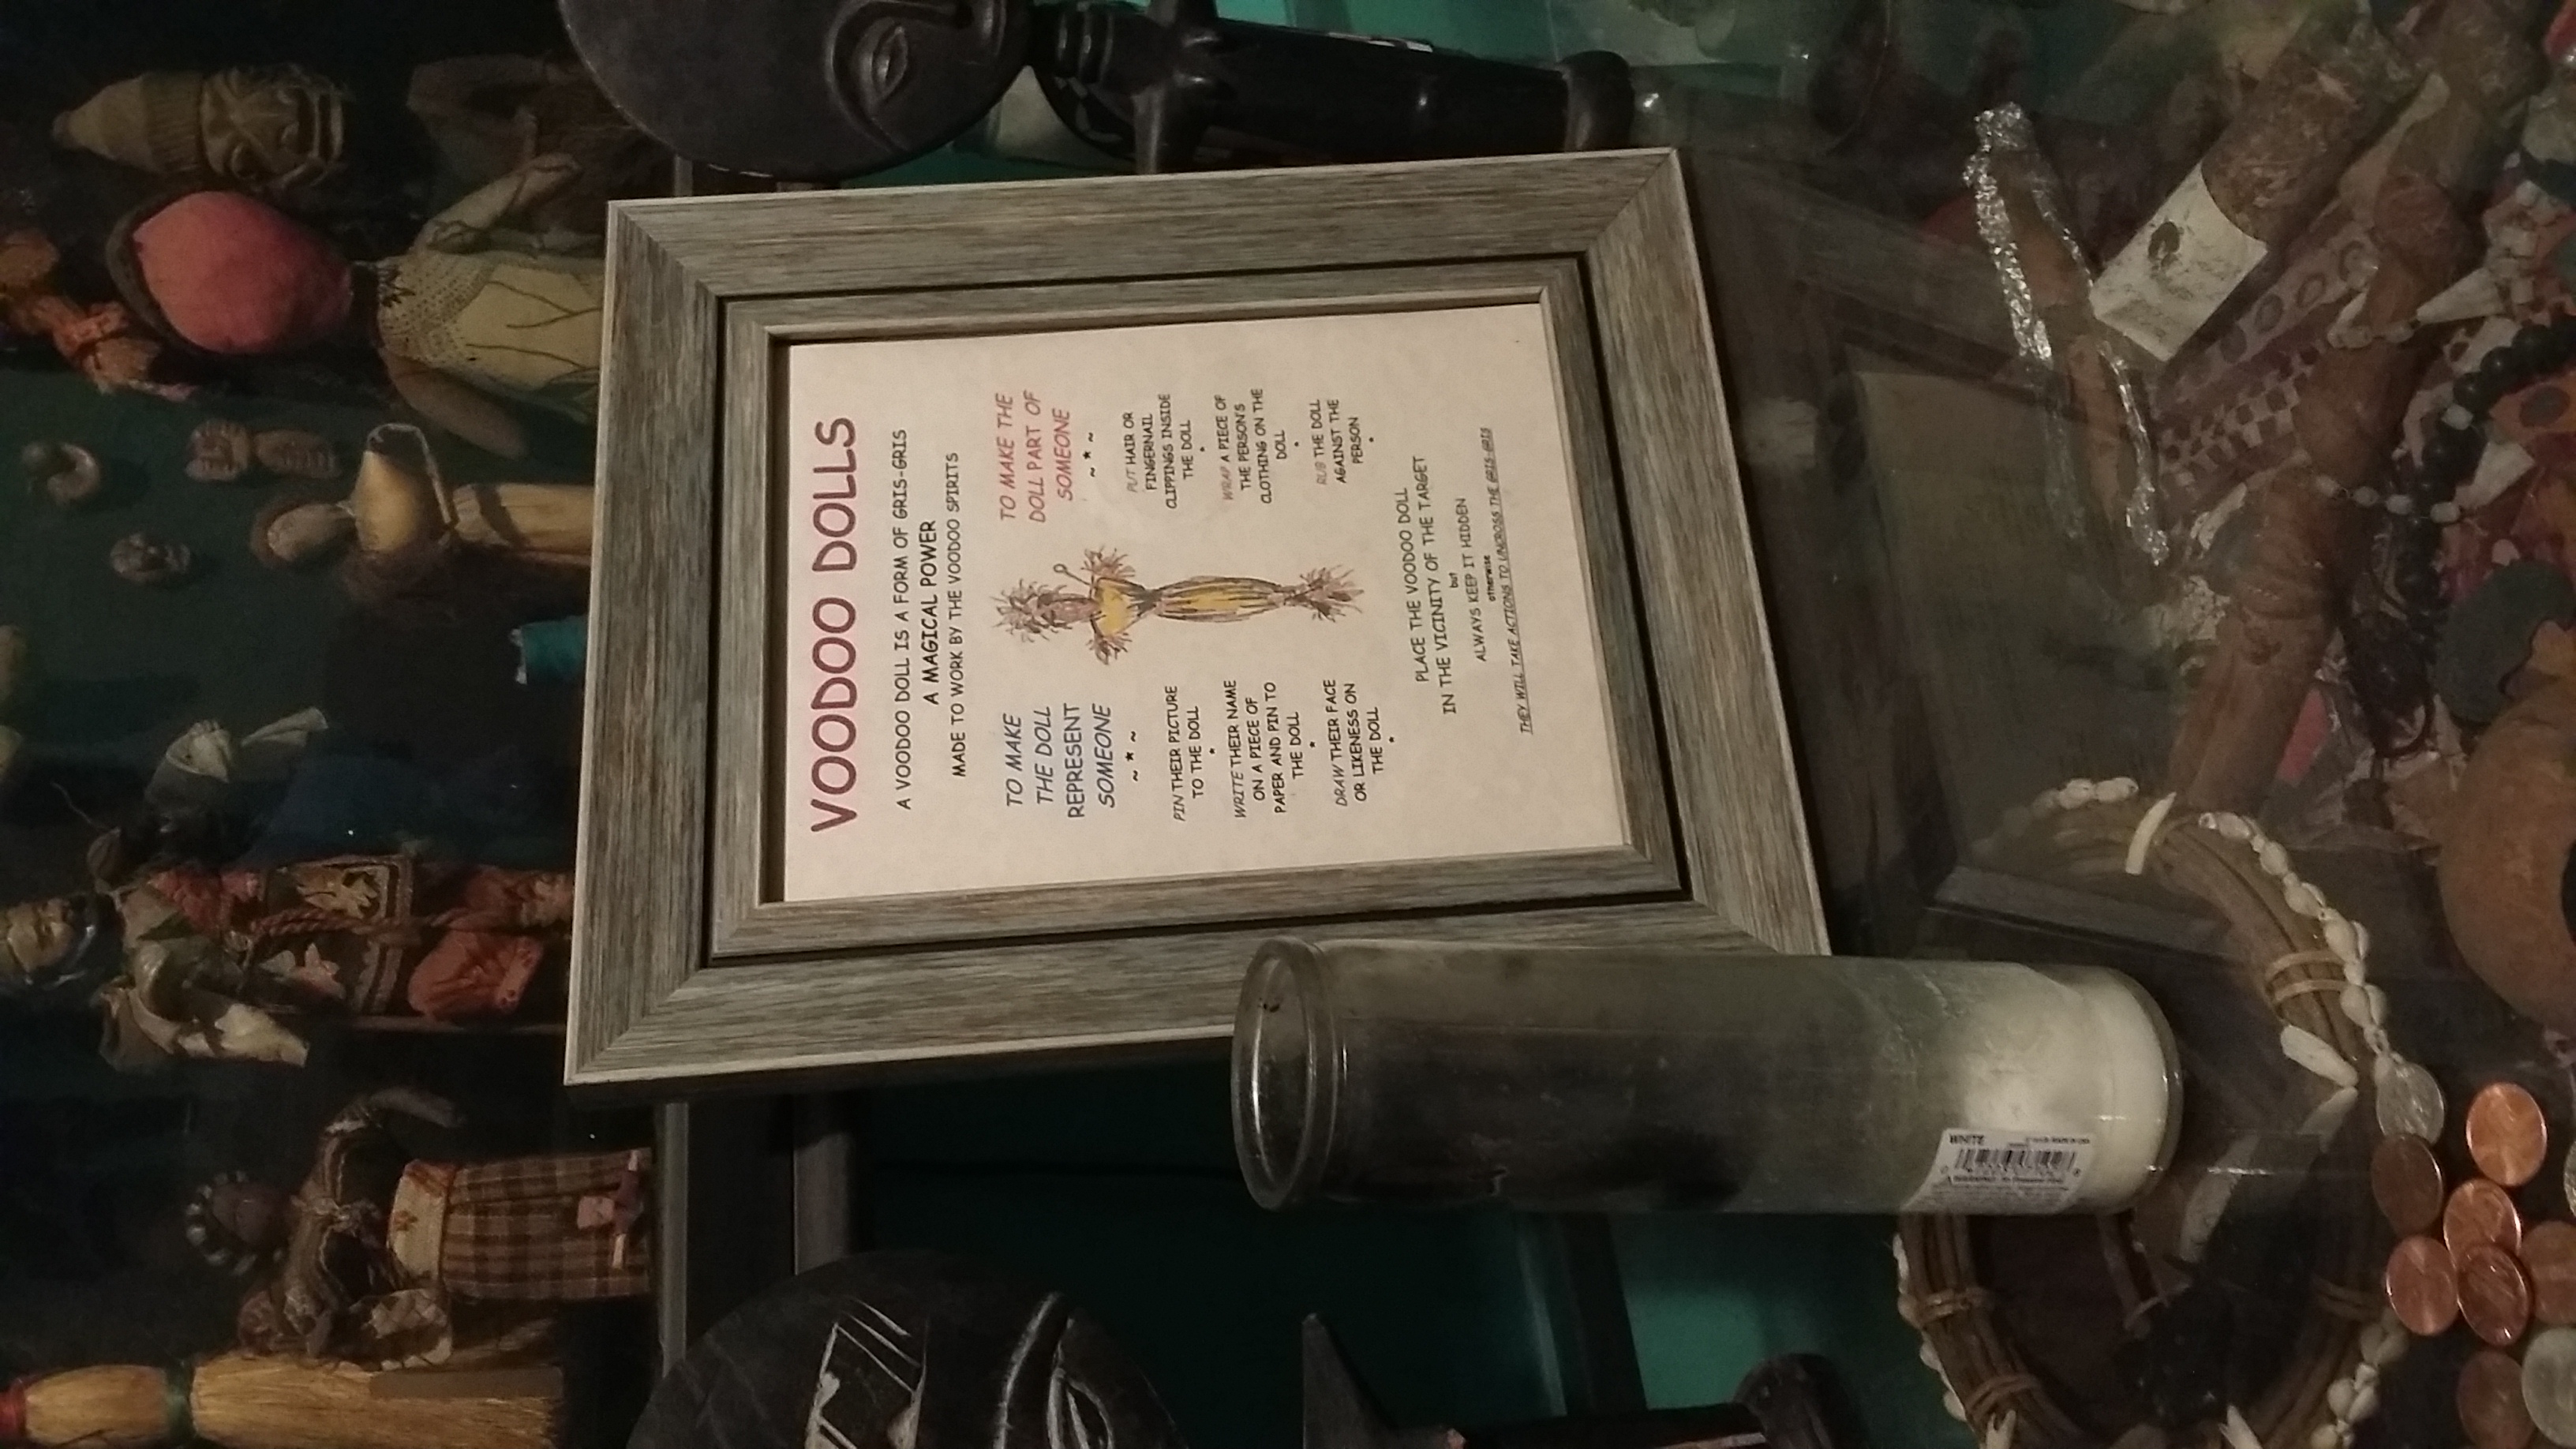 VOODOO DOLLS
A VOODOO DOLL IS A FORM OF GRIS-GRIS
A MAGICAL POWER
MADE TO WORK BY THE VOODOO SPIRITS
TO MAKE
THE DOLL
REPRESENT
SOMEONE
~ * ~
PIN THEIR PICTURE
TO THE DOLL
*
WRITE THEIR NAME
ON A PIECE OF
PAPER AND PIN TO
THE DOLL
*
DRAW THEIR FACE
OR LIKENESS ON
THE DOLL
*
TO MAKE THE
DOLL PART OF
SOMEONE
~ * ~
PUT HAIR OR
FINGERNAIL
CLIPPINGS INSIDE
THE DOLL
*
WRAP A PIECE OF
THE PERSON'S
CLOTHING ON THE
DOLL
*
RUB THE DOLL
AGAINST THE
PERSON
*
PLACE THE VOODOO DOLL
IN THE VICINITY OF THE TARGET
but
ALWAYS KEEP IT HIDDEN
otherwise
THEY WILL TAKE ACTIONS TO UNCROSS THE GRIS-GRIS
WHITE